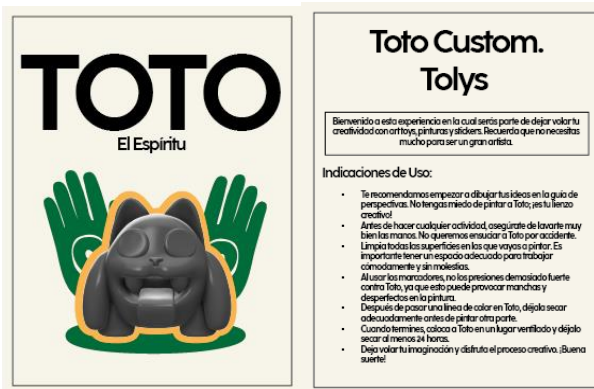 TOTO
El Espíritu
Toto Custom.
Tolys
Bienvenido a esta experiencia en la cual serás parte de dejar volar tu
creatividad con art toys, pinturas y stickers. Recuerda que no necesitas
mucho para ser un gran artista.
Indicaciones de Uso:
• Te recomendamos empezar a dibujar tus ideas en la guía de
perspectivas. No tengas miedo de pintar a Toto; ¡es tu lienzo
creativo!
• Antes de hacer cualquier actividad, asegúrate de lavarte muy
bien las manos. No queremos ensuciar a Toto por accidente.
• Limpia todas las superficies en las que vayas a pintar. Es
importante tener un espacio adecuado para trabajar
cómodamente y sin molestias.
• Al usar los marcadores, no los presiones demasiado fuerte
contra Toto, ya que esto puede provocar manchas y
desperfectos en la pintura.
• Después de pasar una línea de color en Toto, déjala secar
adecuadamente antes de pintar otra parte.
• Cuando termines, coloca a Toto en un lugar ventilado y déjalo
secar al menos 24 horas.
• Deja volar tu imaginación y disfruta el proceso creativo. ¡Buena
suerte!